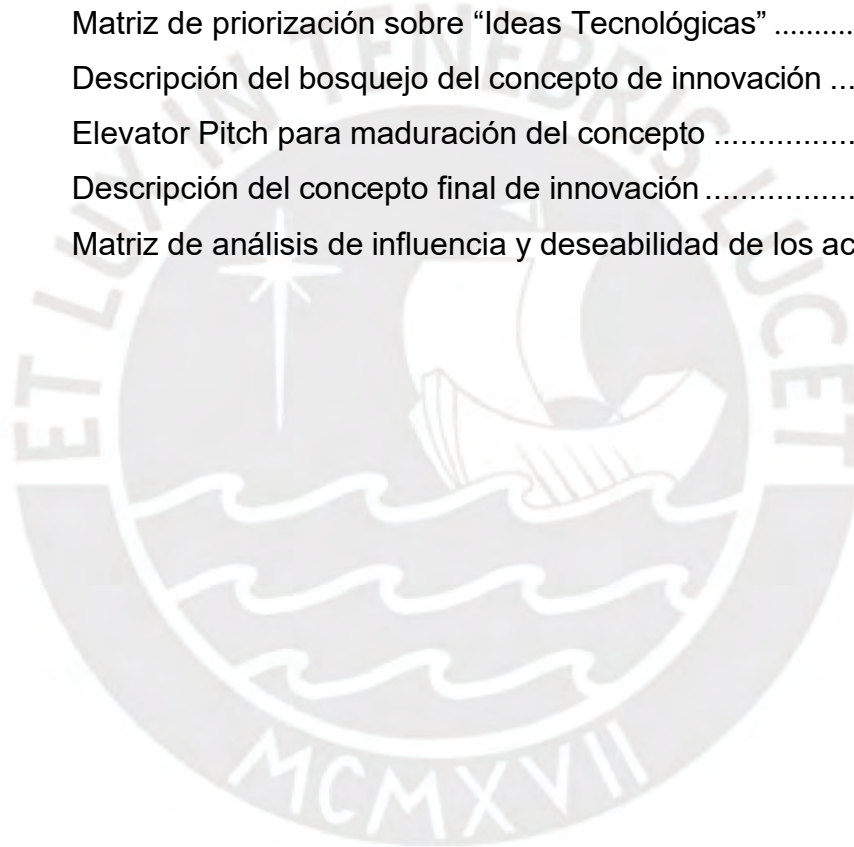 Matriz de priorización sobre “Ideas Tecnológicas” ..........
Descripción del bosquejo del concepto de innovación ...
Elevator Pitch para maduración del concepto .................
Descripción del concepto final de innovación ..................
Matriz de análisis de influencia y deseabilidad de los ac
ET LUX IN TENEBRIS LUCET
MCMXVII